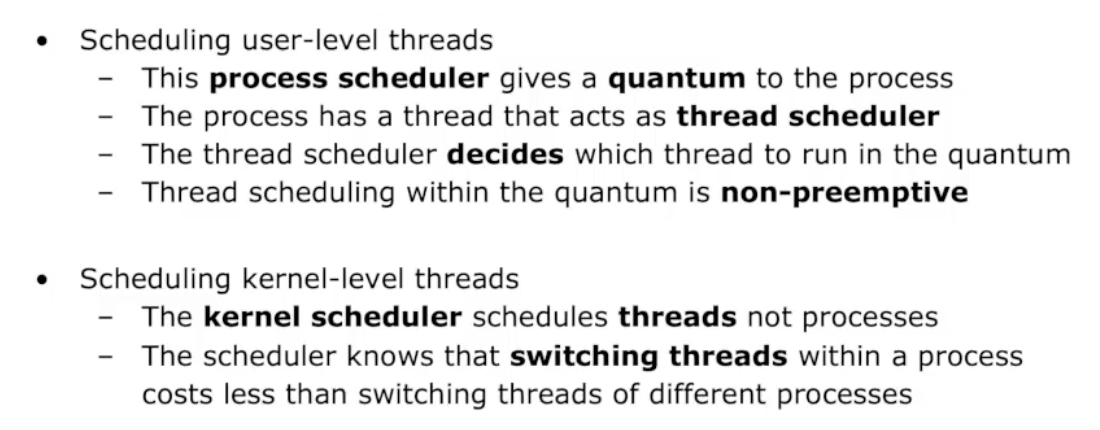 • Scheduling user-level threads
– This process scheduler gives a quantum to the process
– The process has a thread that acts as thread scheduler
– The thread scheduler decides which thread to run in the quantum
– Thread scheduling within the quantum is non-preemptive
• Scheduling kernel-level threads
– The kernel scheduler schedules threads not processes
– The scheduler knows that switching threads within a process
costs less than switching threads of different processes